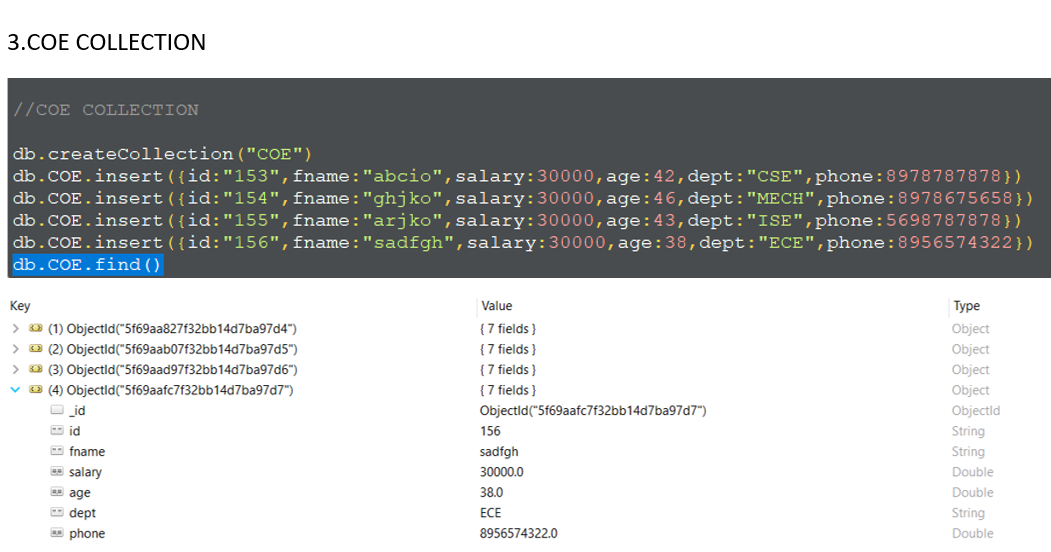 3.COE COLLECTION
//COE COLLECTION
db.createCollection("COE")
db.COE.insert({id:"153",fname:"abcio",salary:30000,age:42,dept:"CSE",phone:8978787878})
db.COE.insert({id:"154",fname:"ghjko",salary:30000,age:46,dept:"MECH",phone:8978675658})
db.COE.insert({id:"155",fname:"arjko",salary:30000,age:43,dept:"ISE",phone:5698787878})
db.COE.insert({id:"156",fname:"sadfgh",salary:30000,age:38,dept:"ECE",phone:8956574322})
db.COE.find()
Key Value Type
(1) ObjectId("5f69aa827f32bb14d7ba97d4") { 7 fields } Object
(2) ObjectId("5f69aab07f32bb14d7ba97d5") { 7 fields } Object
(3) ObjectId("5f69aad97f32bb14d7ba97d6") { 7 fields } Object
(4) ObjectId("5f69aafc7f32bb14d7ba97d7") { 7 fields } Object
_id ObjectId("5f69aafc7f32bb14d7ba97d7") ObjectId
id 156 String
fname sadfgh String
salary 30000.0 Double
age 38.0 Double
dept ECE String
phone 8956574322.0 Double